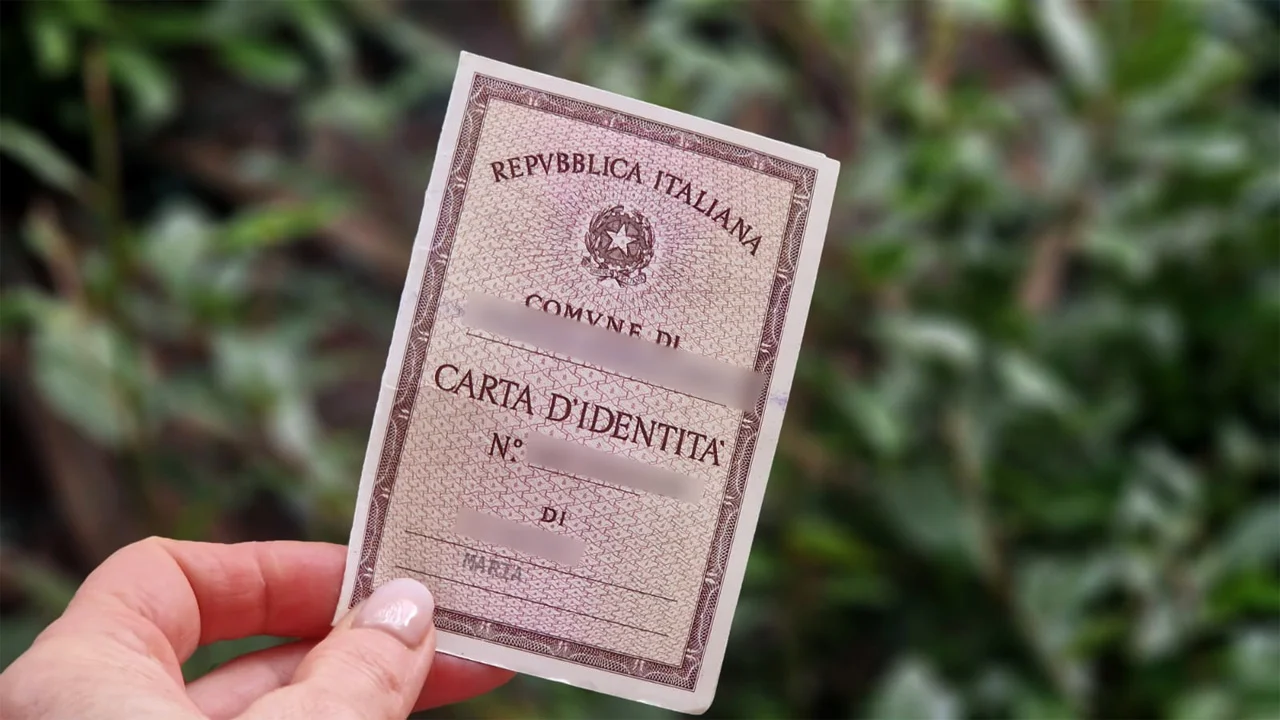 REPVBBLICA ITALIANA
COMVNE DI
CARTA D'IDENTITA'
N.º
DI
MARIA